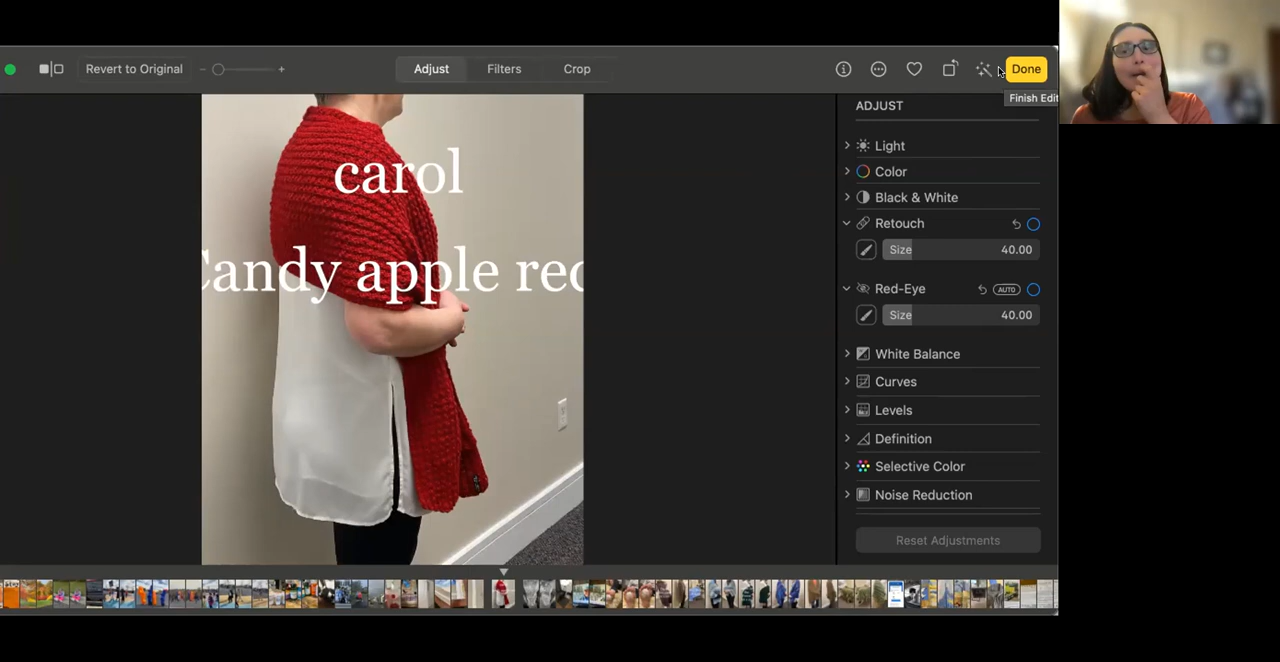 Revert to Original
Adjust
Filters
Crop
Done
Finish Edit
carol
Candy apple red
ADJUST
Light
Color
Black & White
Retouch
Size 40.00
Red-Eye AUTO
Size 40.00
White Balance
Curves
Levels
Definition
Selective Color
Noise Reduction
Reset Adjustments